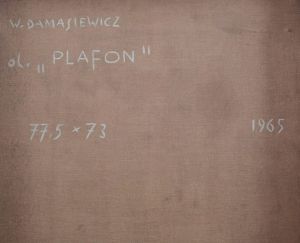 W. DAMASIEWICZ
ol. „PLAFON"
77,5 × 73 1965